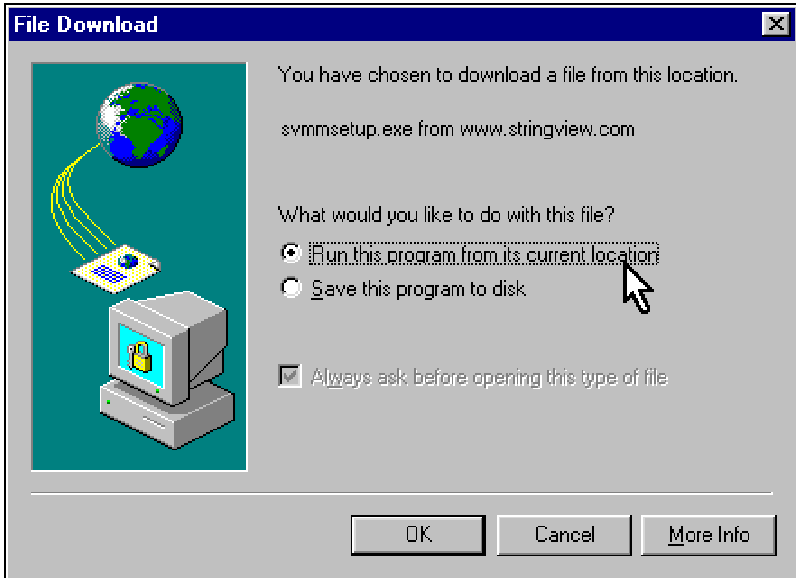 File Download
You have chosen to download a file from this location.
svmmsetup.exe from www.stringview.com
What would you like to do with this file?
Run this program from its current location
Save this program to disk
Always ask before opening this type of file
OK
Cancel
More Info